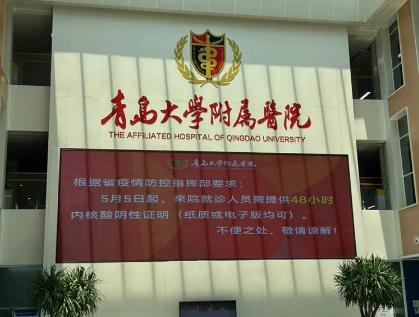 青島大學附属醫院
THE AFFILIATED HOSPITAL OF QINGDAO UNIVERSITY
青島大學附属醫院
根据省疫情防控指挥部要求：
5月5日起，来院就诊人员需提供48小时
内核酸阴性证明（纸质或电子版均可）。
不便之处，敬请谅解！